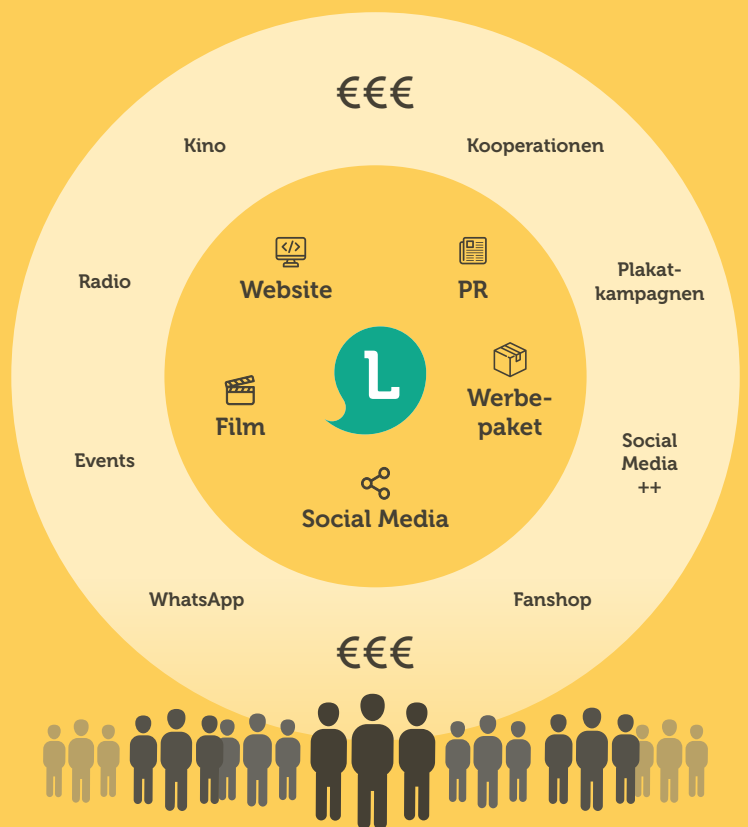 €€€
Kino
Kooperationen
Radio
Plakat-
kampagnen
</>
Website
PR
L
Film
Werbe-
paket
Events
Social
Media
++
Social Media
WhatsApp
Fanshop
€€€